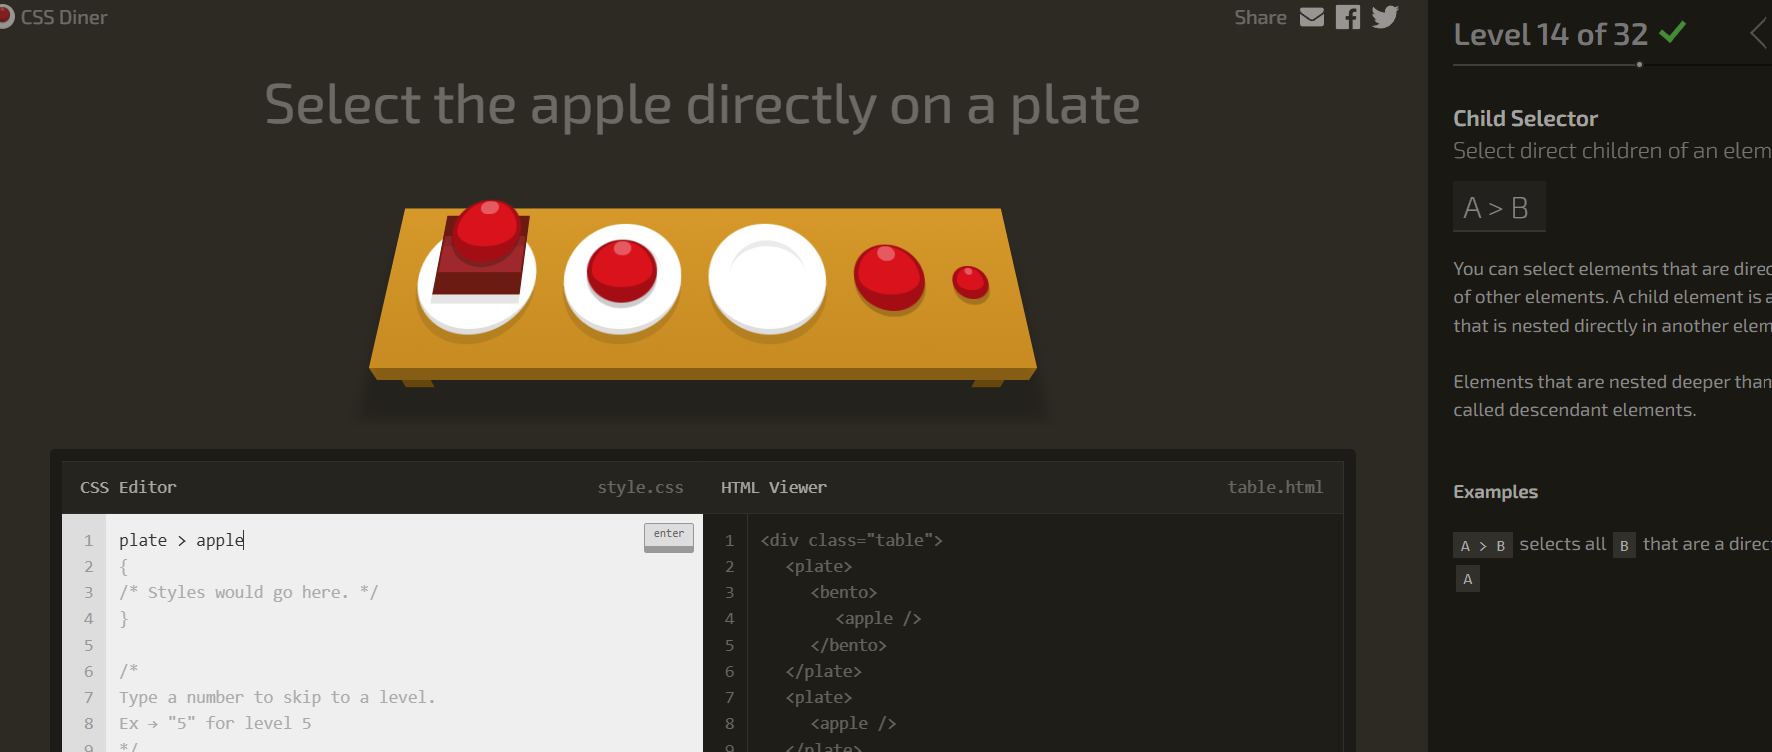 CSS Diner
Share
Select the apple directly on a plate
Level 14 of 32
Child Selector
Select direct children of an elem
A > B
You can select elements that are direc
of other elements. A child element is a
that is nested directly in another elem
Elements that are nested deeper than
called descendant elements.
Examples
A > B selects all B that are a direct
A
CSS Editor
style.css
1 plate > apple
enter
2 {
3 /* Styles would go here. */
4 }
5
6 /*
7 Type a number to skip to a level.
8 Ex → "5" for level 5
9 */
HTML Viewer
table.html
1 <div class="table">
2 <plate>
3 <bento>
4 <apple />
5 </bento>
6 </plate>
7 <plate>
8 <apple />
9 </plate>